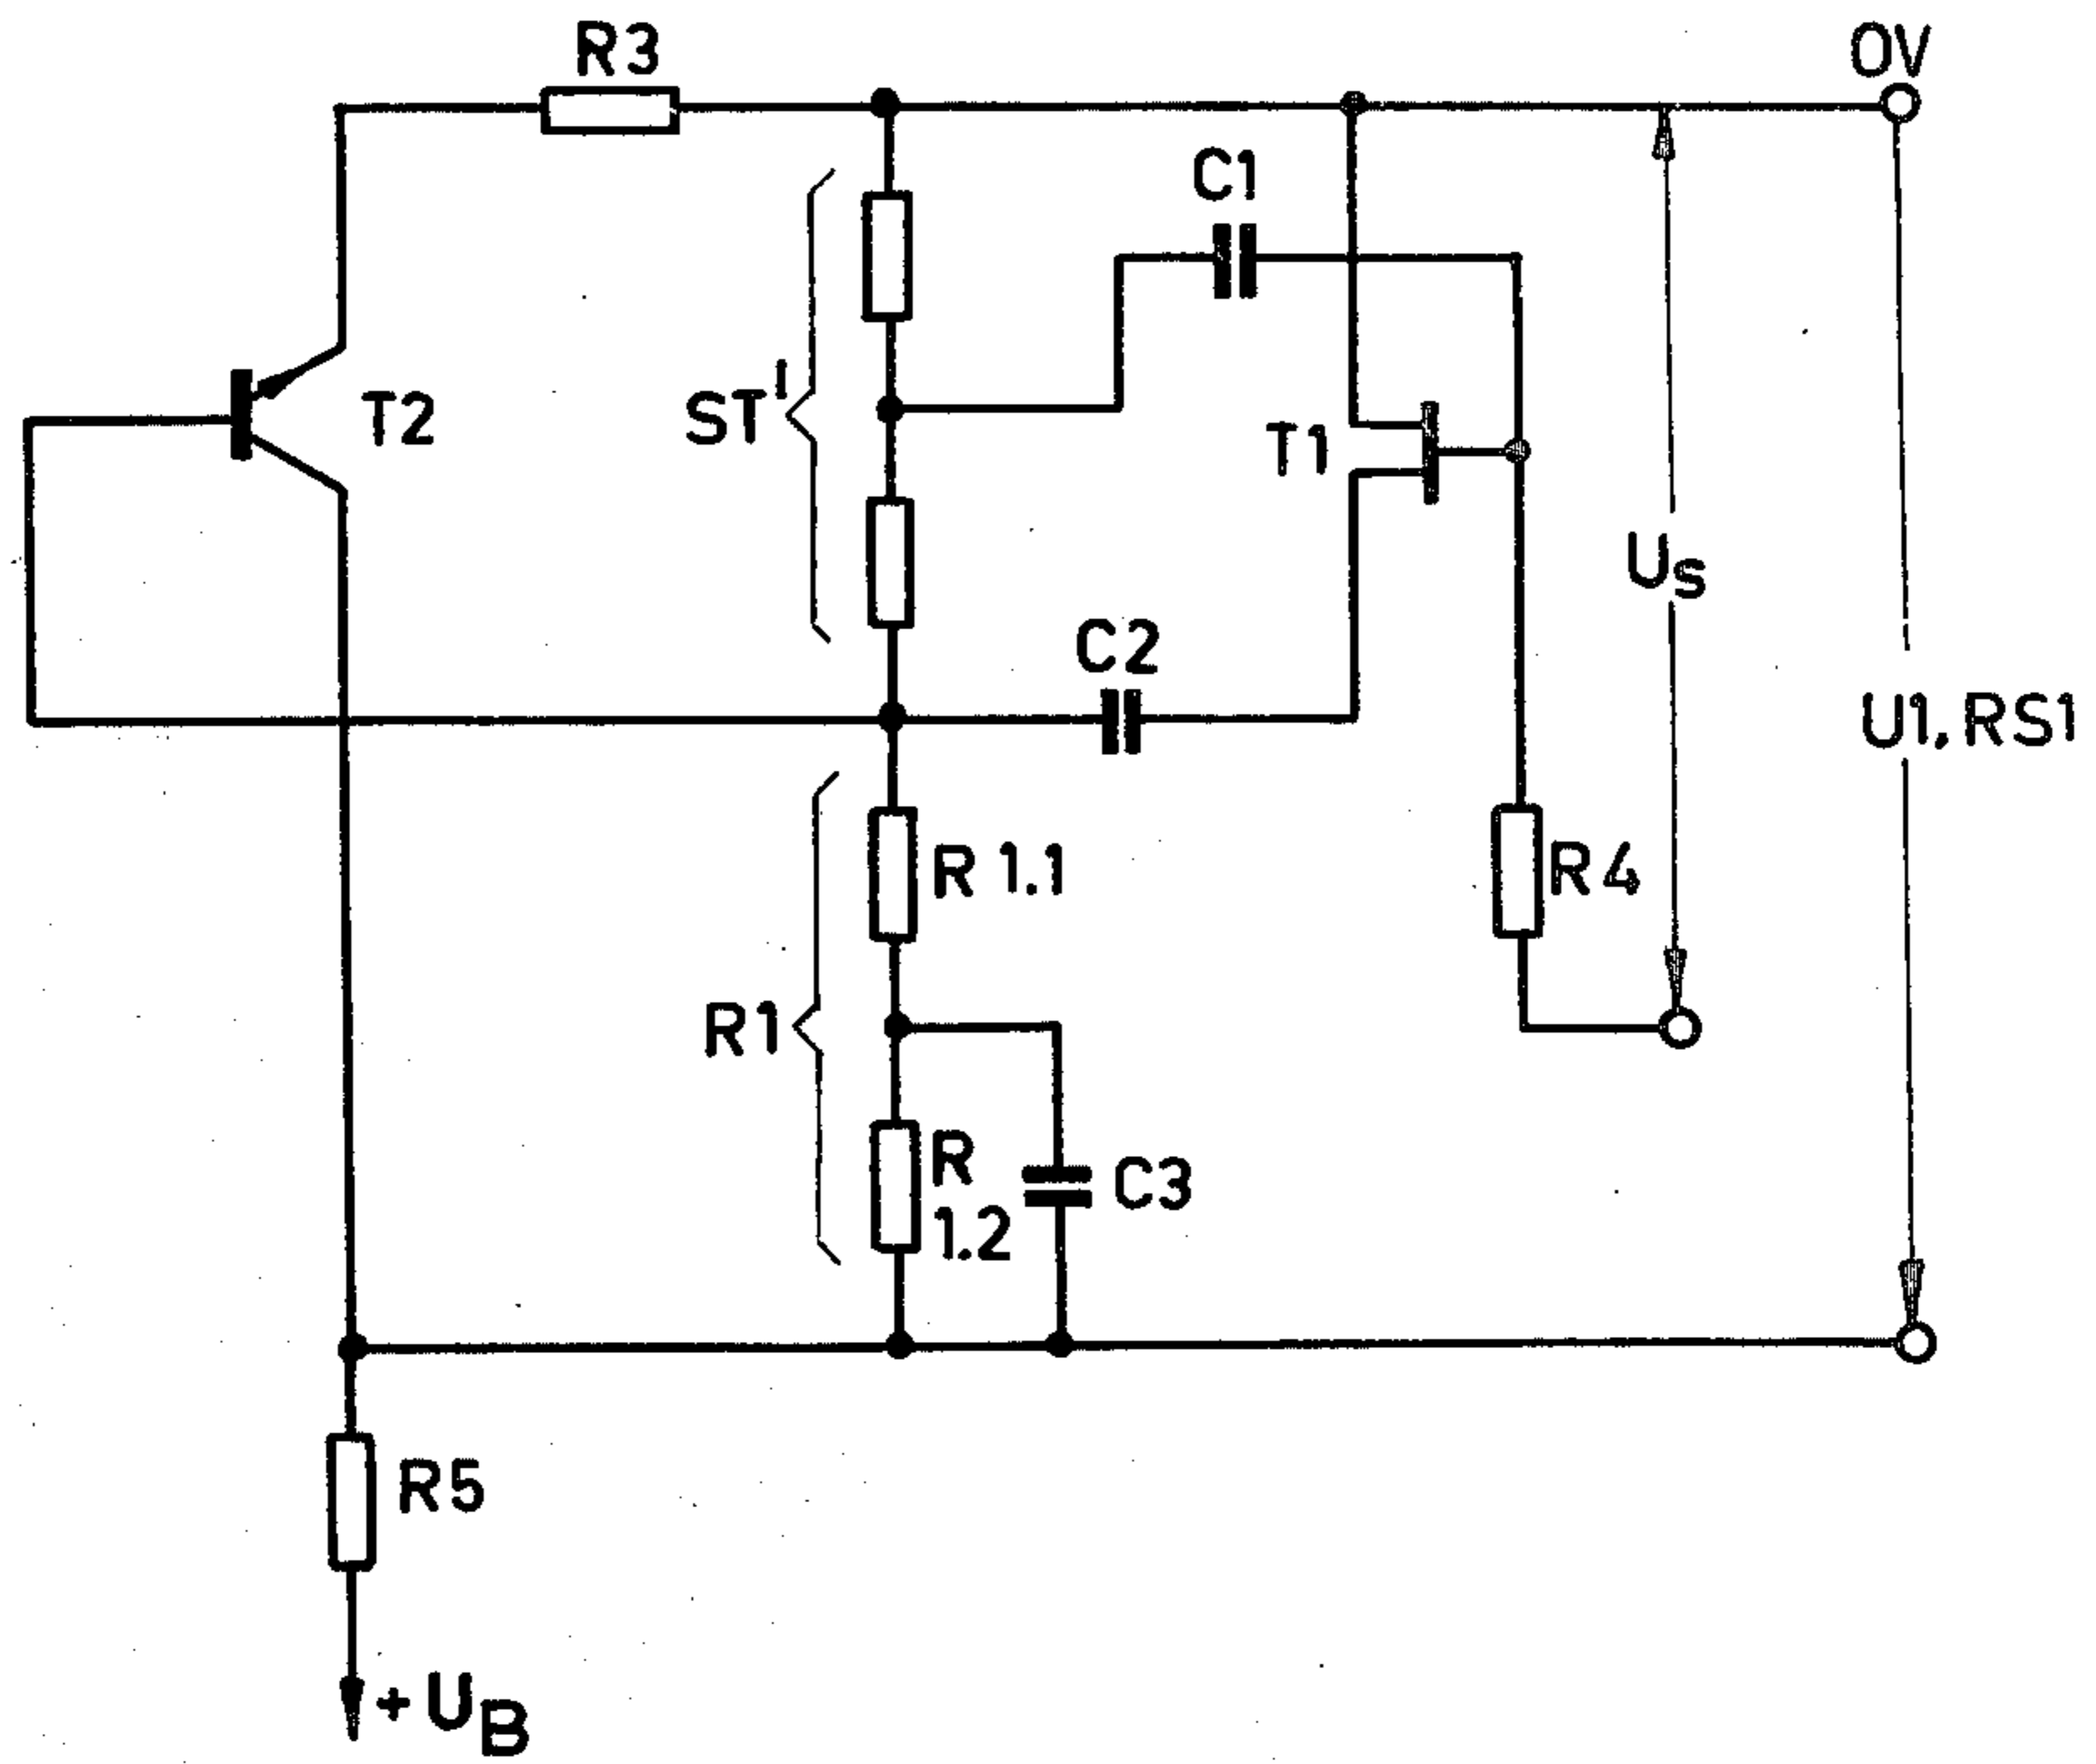 R3
0V
C1
T2
ST'
T1
Us
C2
U1, RS1
R 1.1
R4
R1
R
1.2
C3
R5
+UB